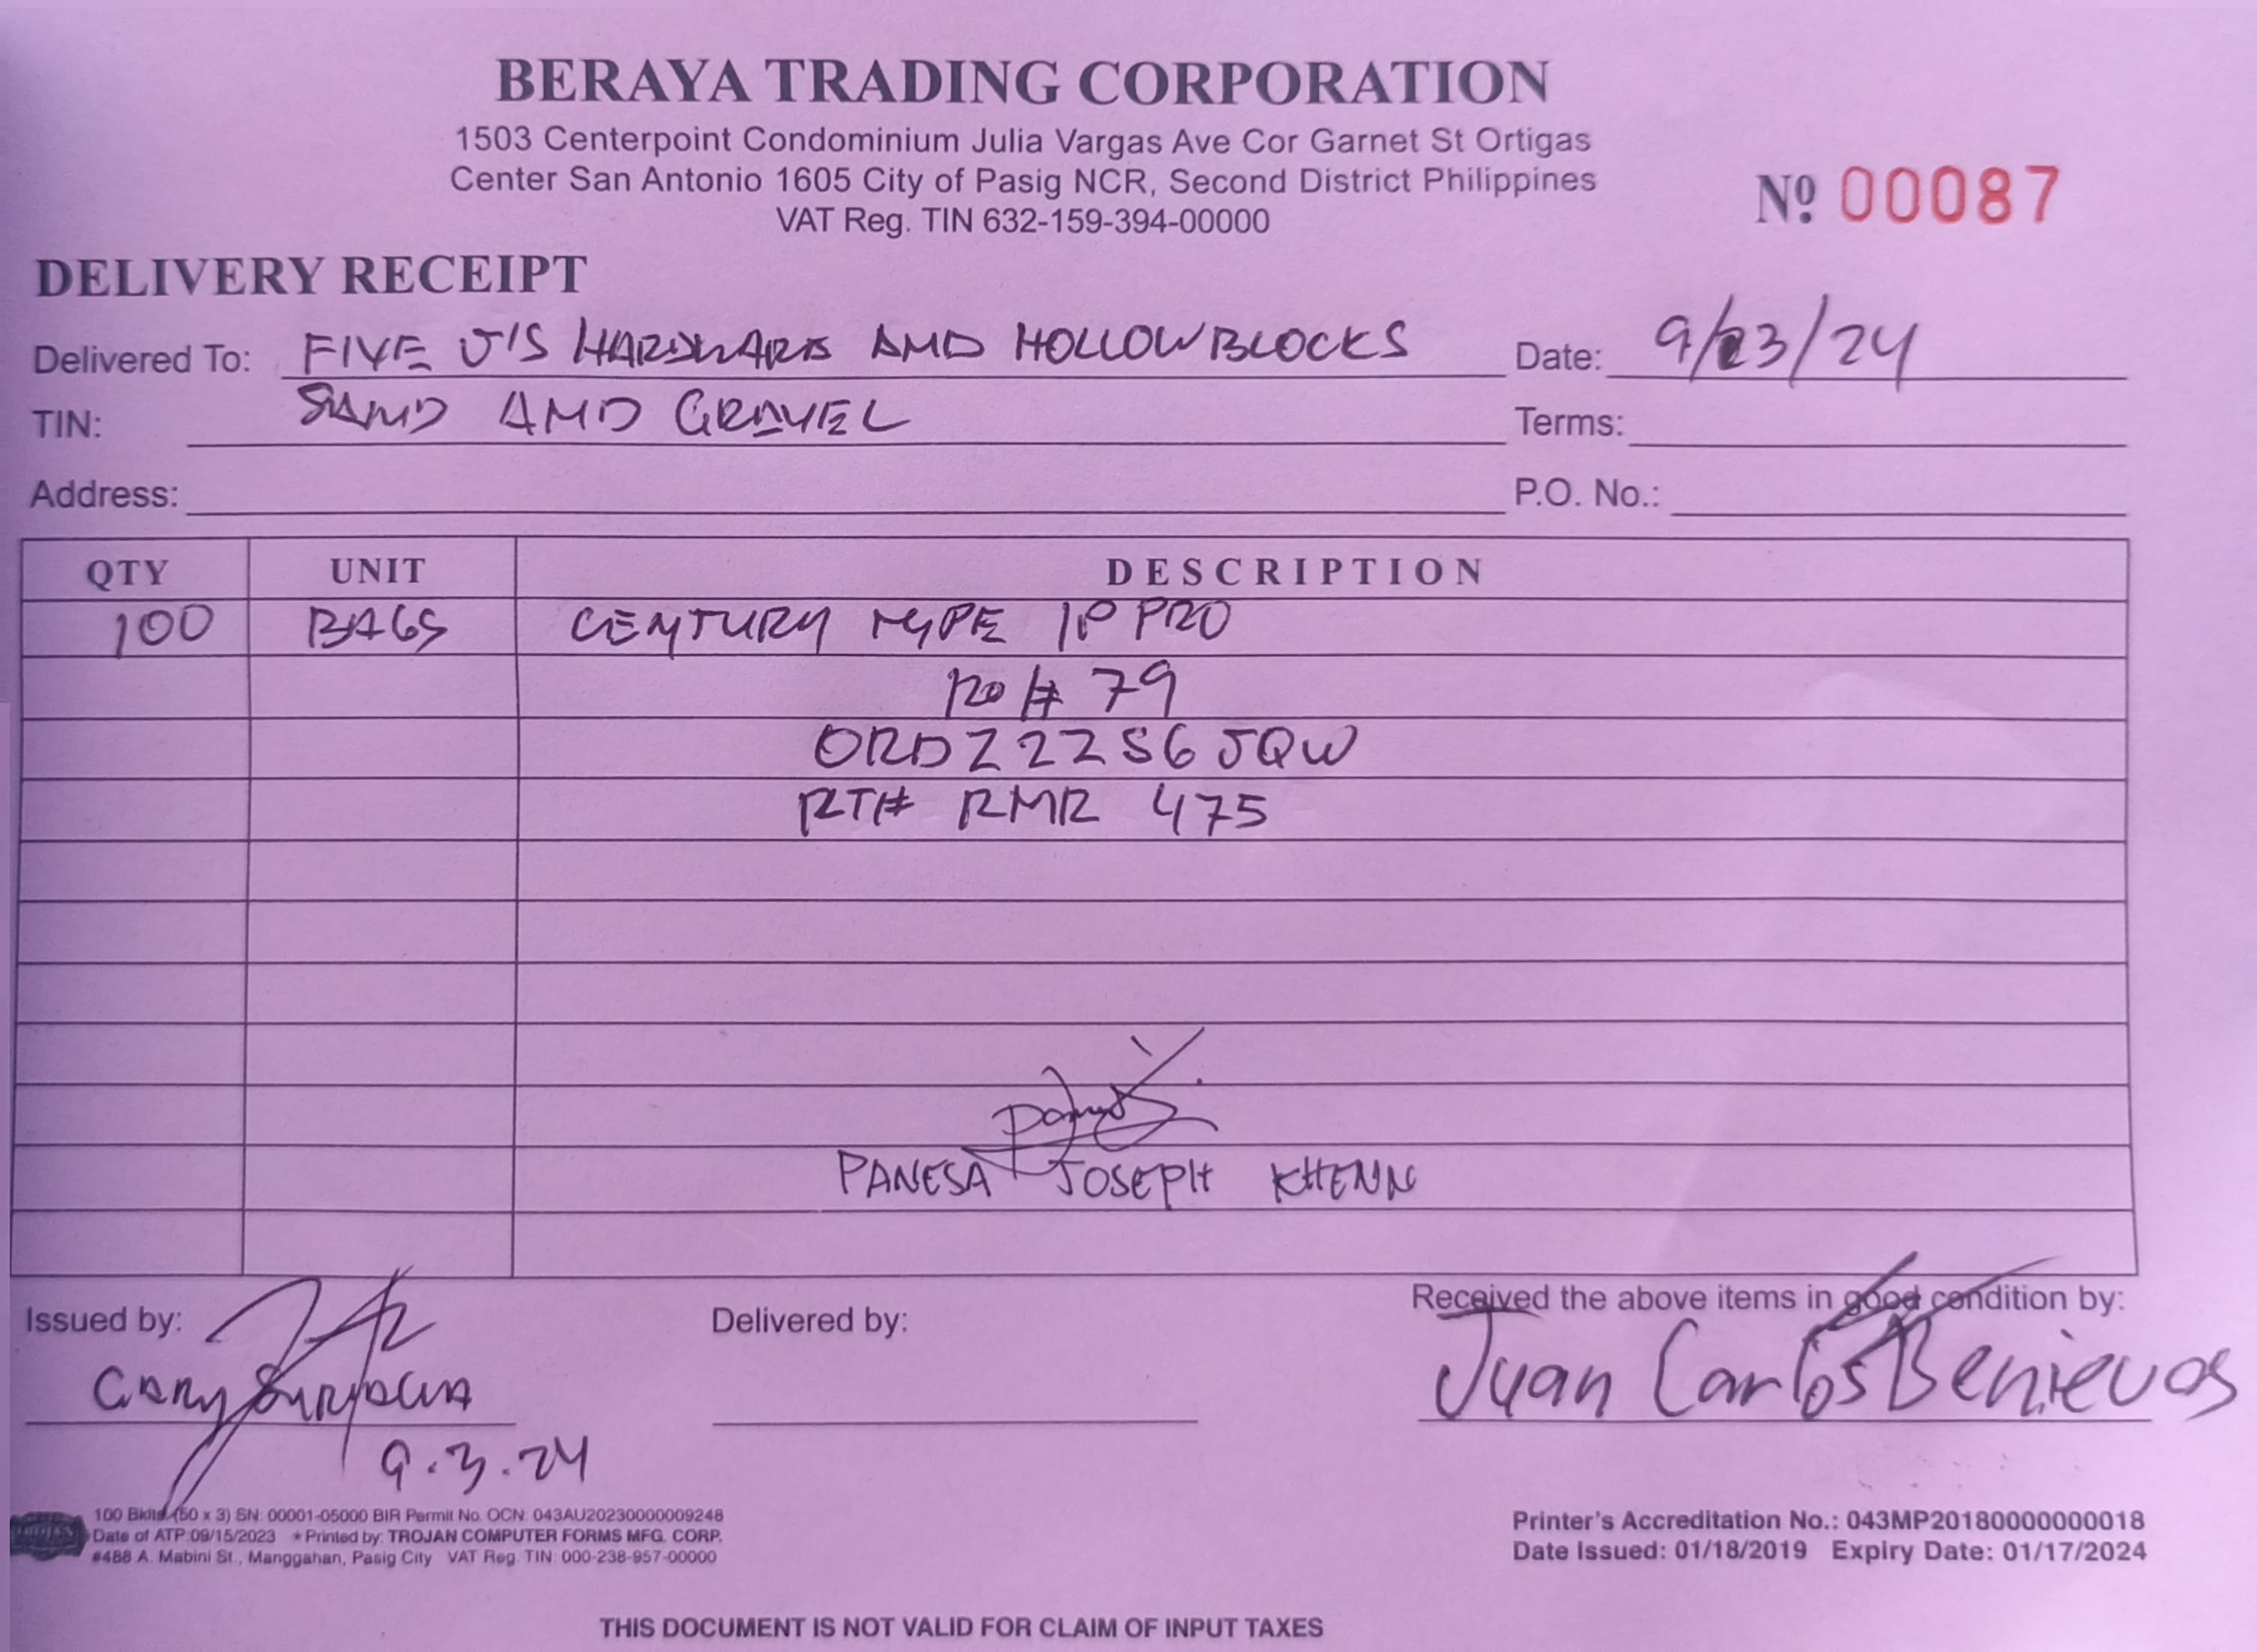 BERAYA TRADING CORPORATION
1503 Centerpoint Condominium Julia Vargas Ave Cor Garnet St Ortigas
Center San Antonio 1605 City of Pasig NCR, Second District Philippines
VAT Reg. TIN 632-159-394-00000
Nº 00087
DELIVERY RECEIPT
Delivered To: FIVE J'S HARDWARE AND HOLLOWBLOCKS Date: 9/23/24
TIN: SAND AND GRAVEL Terms:
Address: P.O. No.:
QTY UNIT DESCRIPTION
100 BAGS CENTURY TYPE 1P PRO
# 79
ORDZ22S6JQW
RT# RMR 475
PANESA JOSEPH KHENN
Issued by: Delivered by: Received the above items in good condition by:
Gary Juan Carlos
9.3.24
100 Bklts (50 x 3) SN: 00001-05000 BIR Permit No. OCN: 043AU20230000009248
Date of ATP 09/15/2023 * Printed by: TROJAN COMPUTER FORMS MFG. CORP.
#488 A. Mabini St., Manggahan, Pasig City VAT Reg. TIN: 000-238-957-00000
Printer's Accreditation No.: 043MP20180000000018
Date Issued: 01/18/2019 Expiry Date: 01/17/2024
THIS DOCUMENT IS NOT VALID FOR CLAIM OF INPUT TAXES